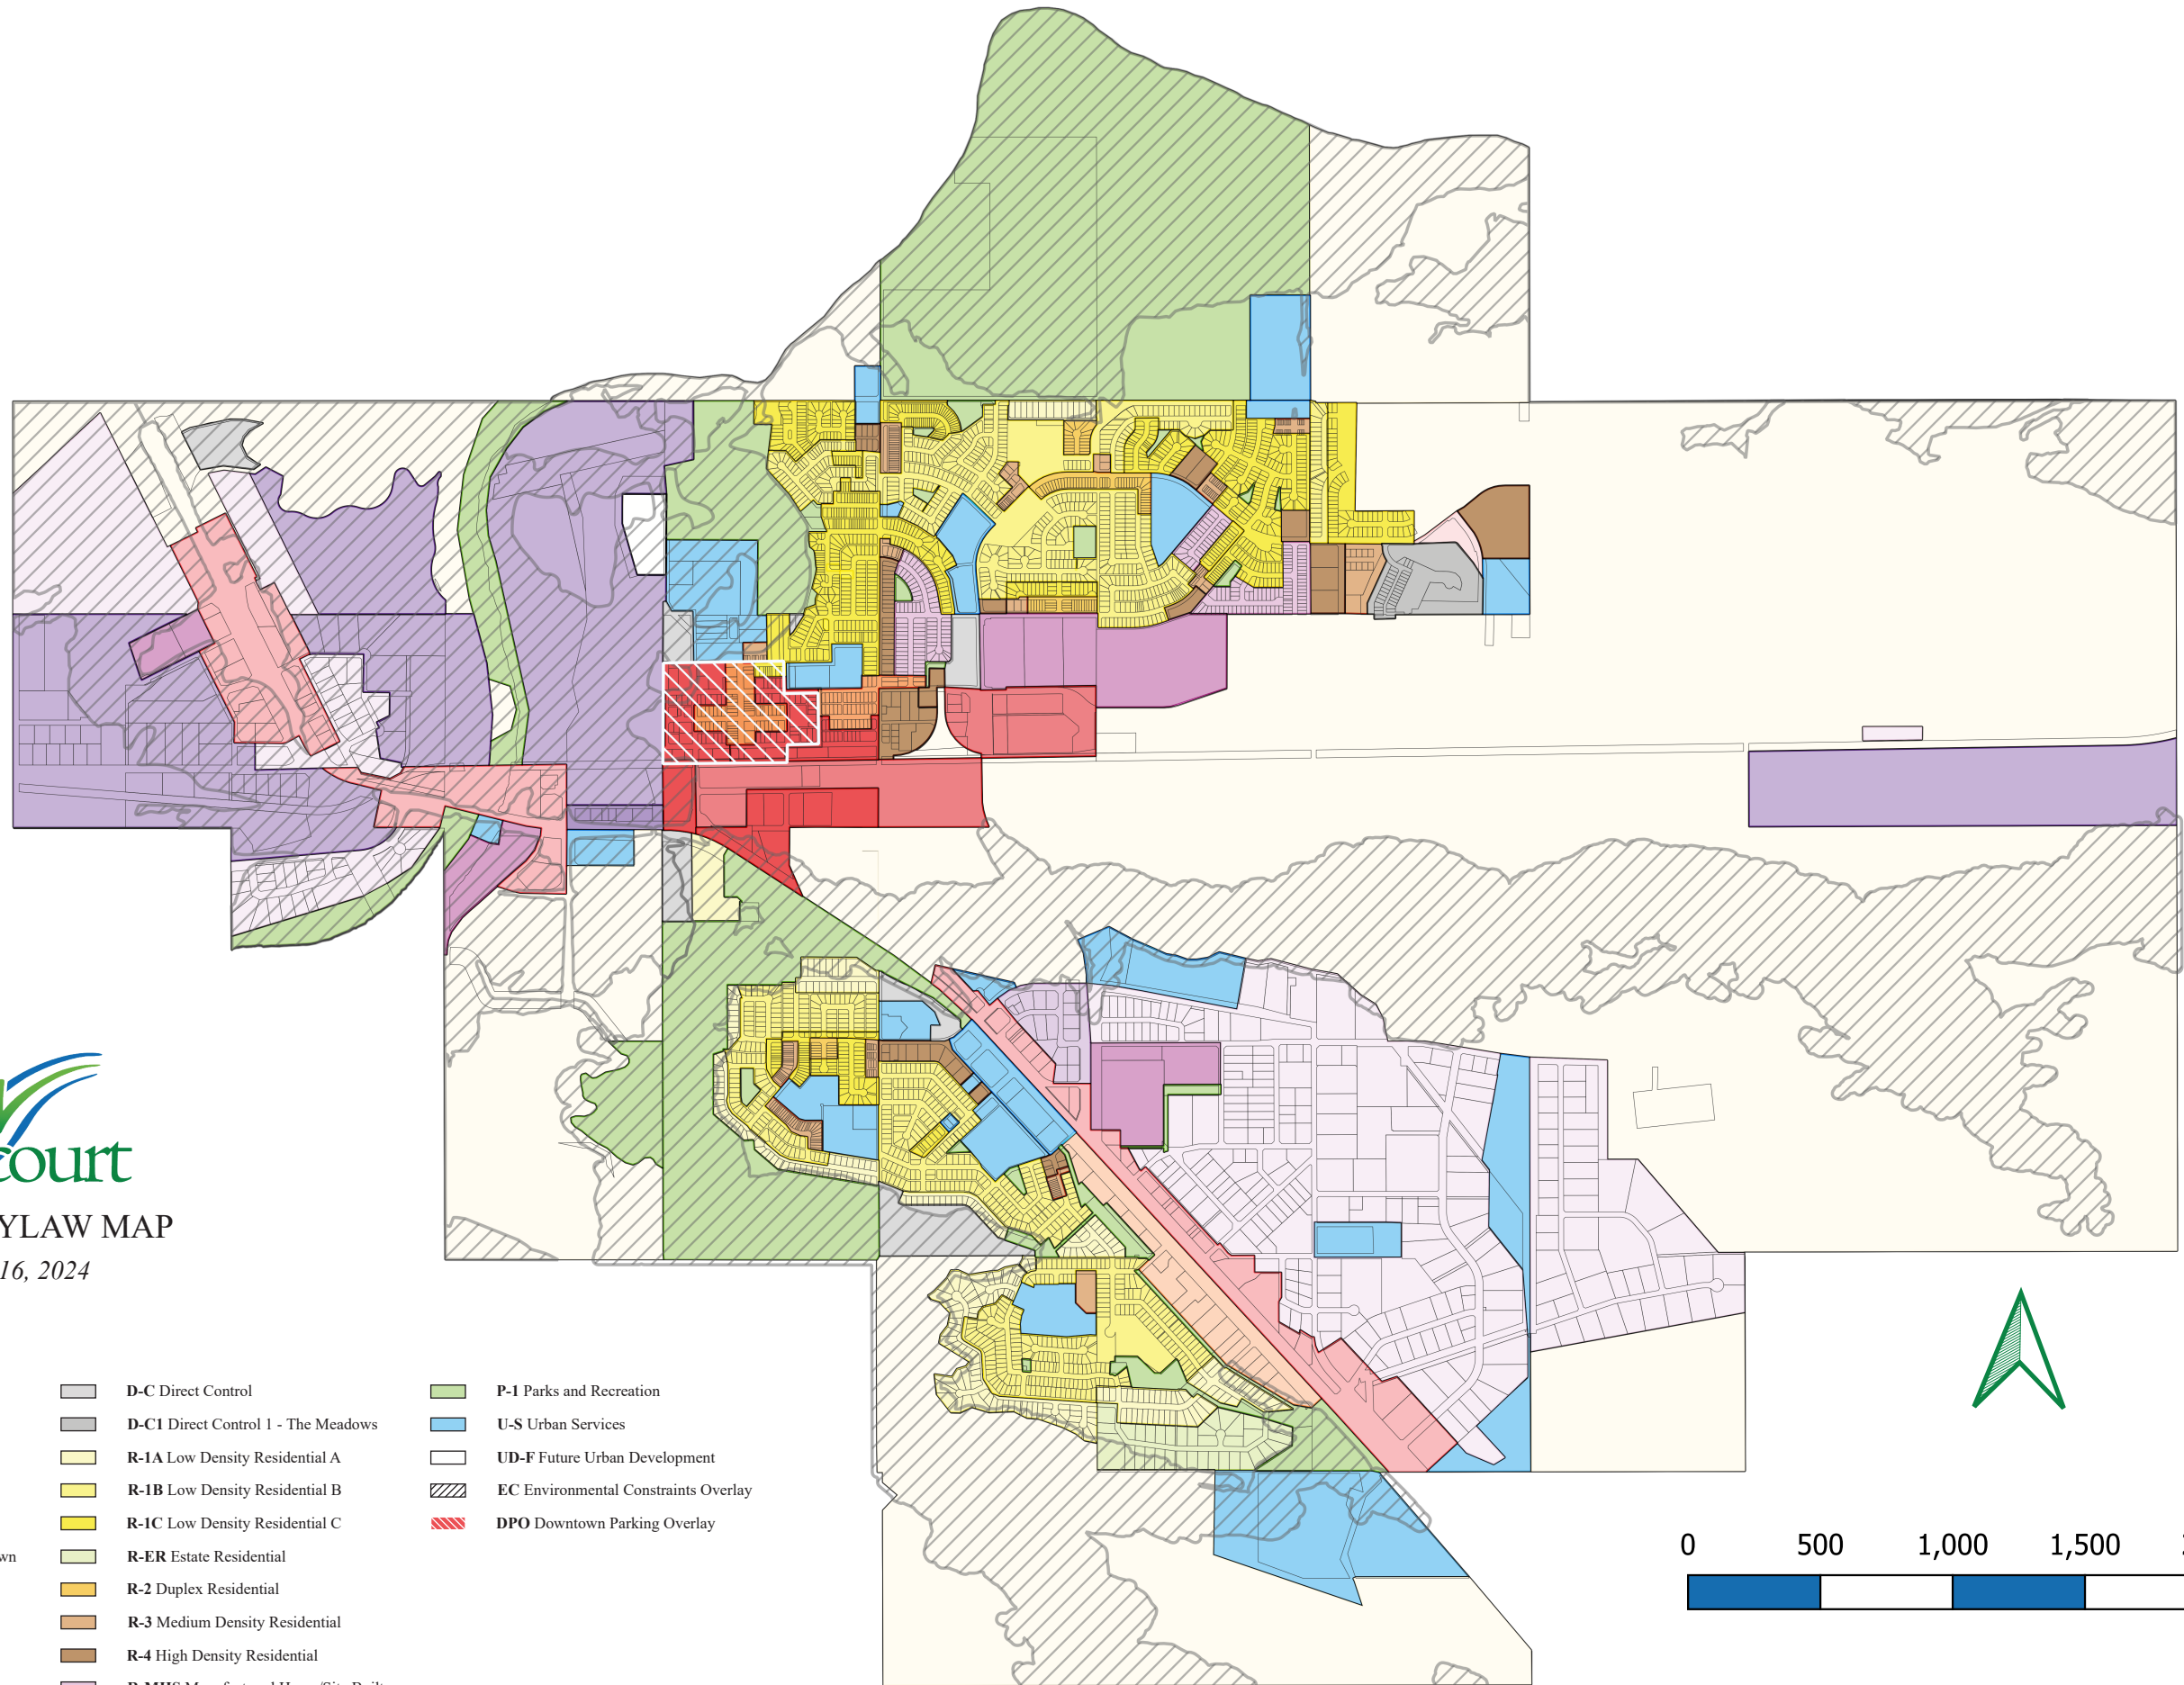 court
YLAW MAP
16, 2024
wn
D-C Direct Control
D-C1 Direct Control 1 - The Meadows
R-1A Low Density Residential A
R-1B Low Density Residential B
R-1C Low Density Residential C
R-ER Estate Residential
R-2 Duplex Residential
R-3 Medium Density Residential
R-4 High Density Residential
P-1 Parks and Recreation
U-S Urban Services
UD-F Future Urban Development
EC Environmental Constraints Overlay
DPO Downtown Parking Overlay
0 500 1,000 1,500